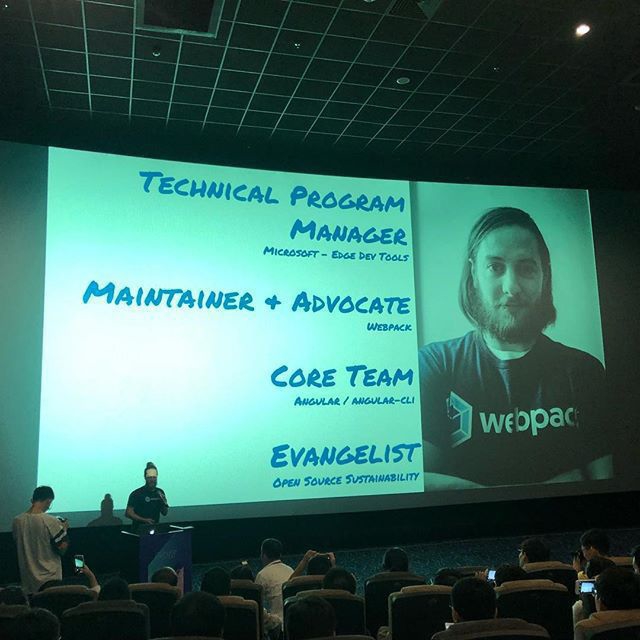 TECHNICAL PROGRAM
MANAGER
MICROSOFT - EDGE DEV TOOLS
MAINTAINER & ADVOCATE
WEBPACK
CORE TEAM
ANGULAR / ANGULAR-CLI
EVANGELIST
OPEN SOURCE SUSTAINABILITY
webpac